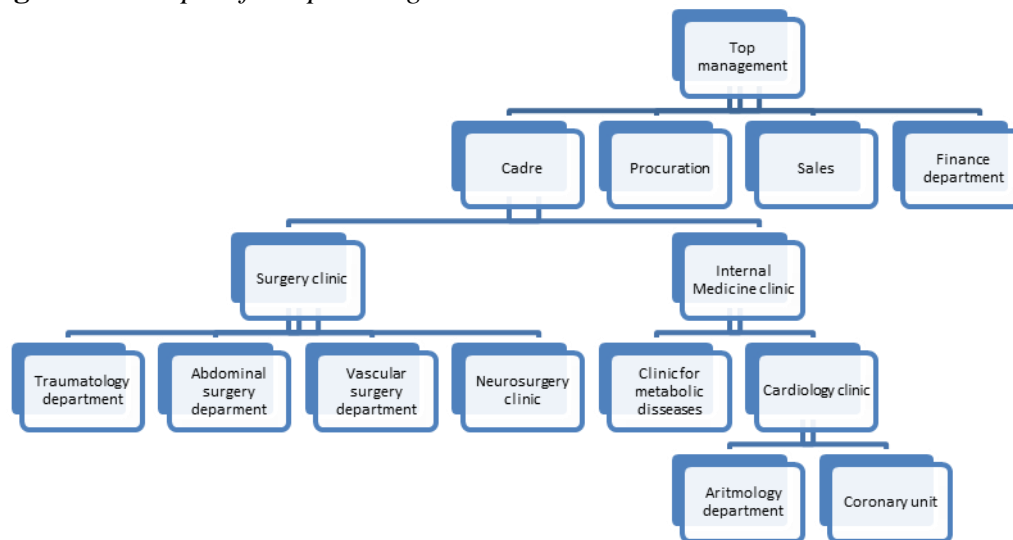 Top
management
Cadre
Procuration
Sales
Finance
department
Surgery clinic
Internal
Medicine clinic
Traumatology
department
Abdominal
surgery
deparment
Vascular
surgery
department
Neurosurgery
clinic
Clinic for
metabolic
disseases
Cardiology clinic
Aritmology
department
Coronary unit